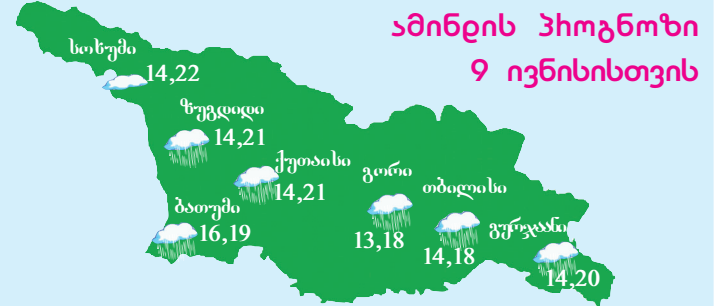 ამინდის პროგნოზი
9 ივნისისთვის
სოხუმი
14,22
ზუგდიდი
14,21
ქუთაისი
14,21
გორი
13,18
თბილისი
14,18
ბათუმი
16,19
გურჯაანი
14,20